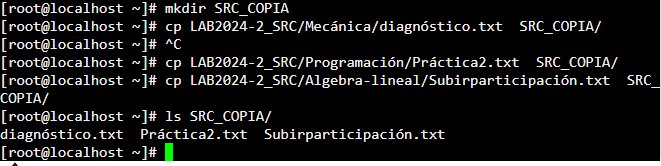 [root@localhost ~]# mkdir SRC_COPIA
[root@localhost ~]# cp LAB2024-2_SRC/Mecánica/diagnóstico.txt  SRC_COPIA/
[root@localhost ~]# ^C
[root@localhost ~]# cp LAB2024-2_SRC/Programación/Práctica2.txt  SRC_COPIA/
[root@localhost ~]# cp LAB2024-2_SRC/Algebra-lineal/Subirparticipación.txt  SRC_
COPIA/
[root@localhost ~]# ls SRC_COPIA/
diagnóstico.txt  Práctica2.txt  Subirparticipación.txt
[root@localhost ~]#